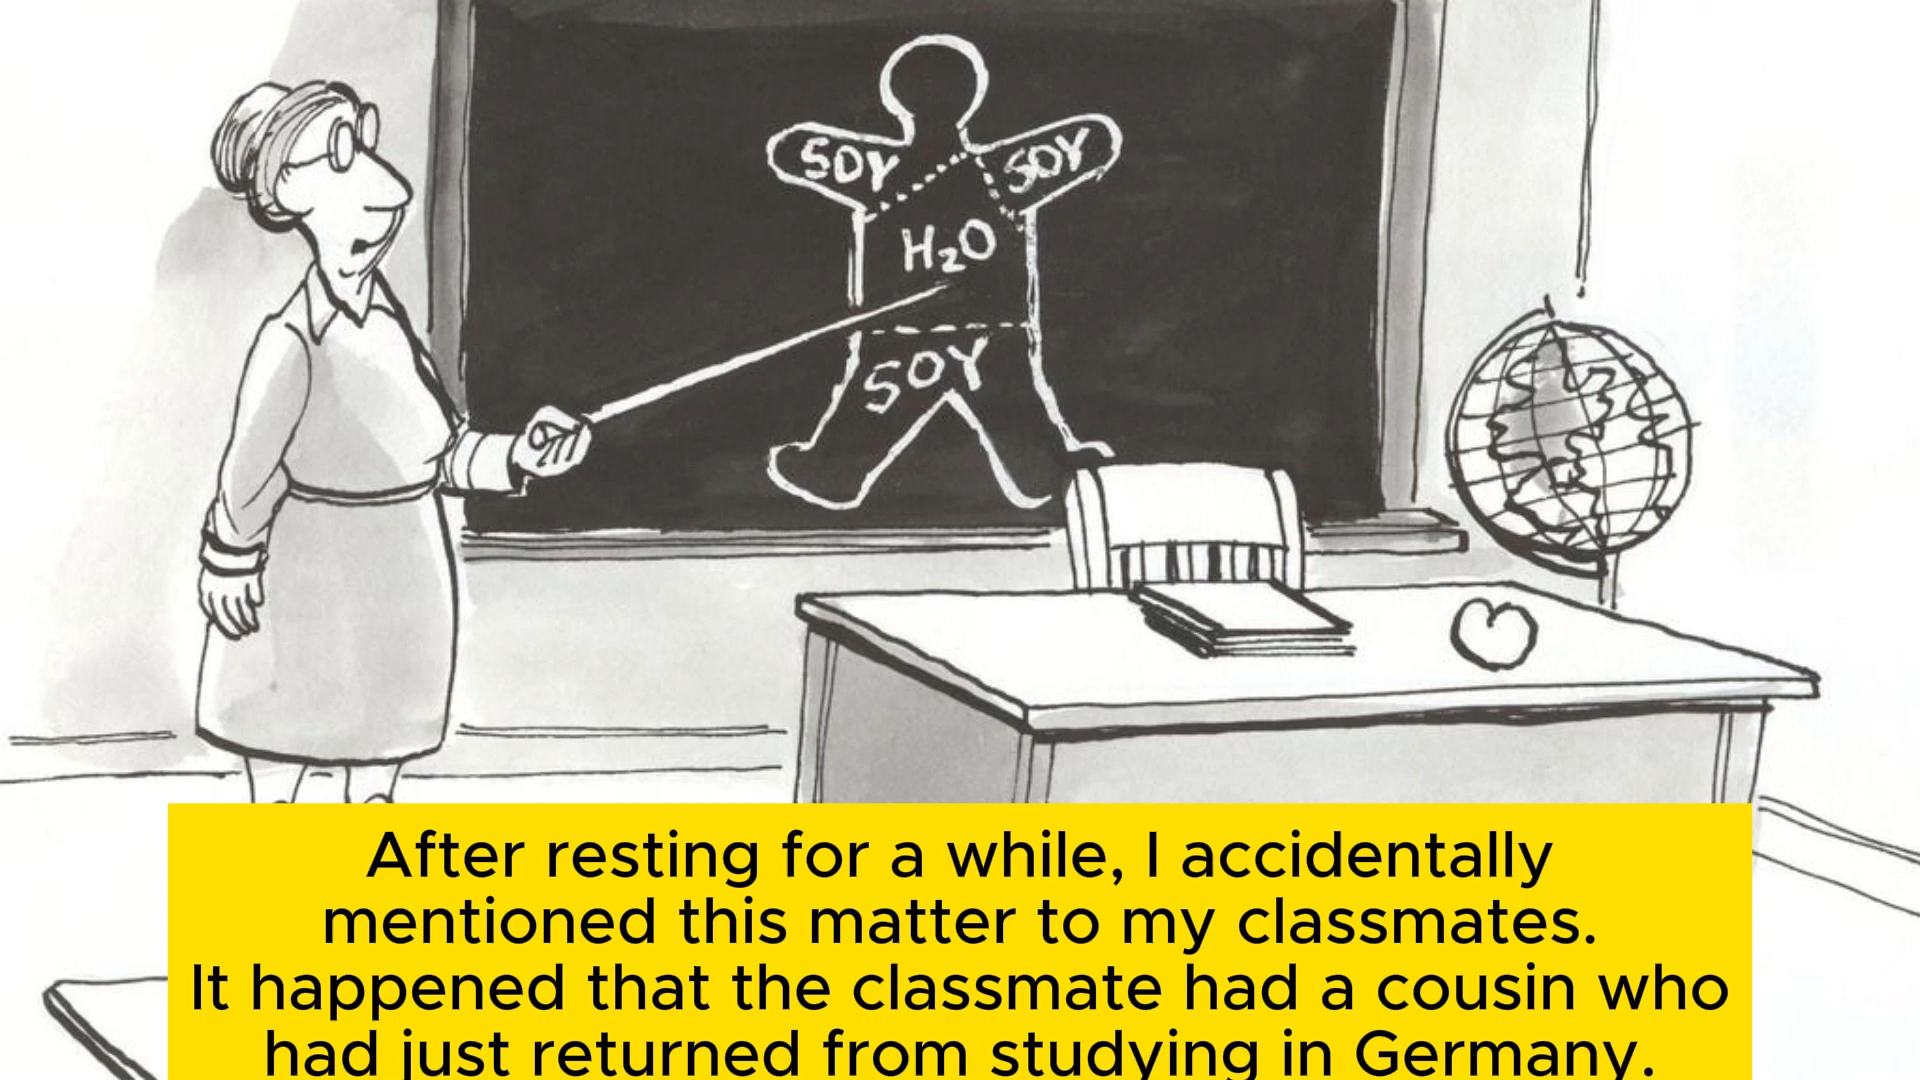 SOY
SOY
H₂O
SOY
After resting for a while, I accidentally
mentioned this matter to my classmates.
It happened that the classmate had a cousin who
had just returned from studying in Germany.